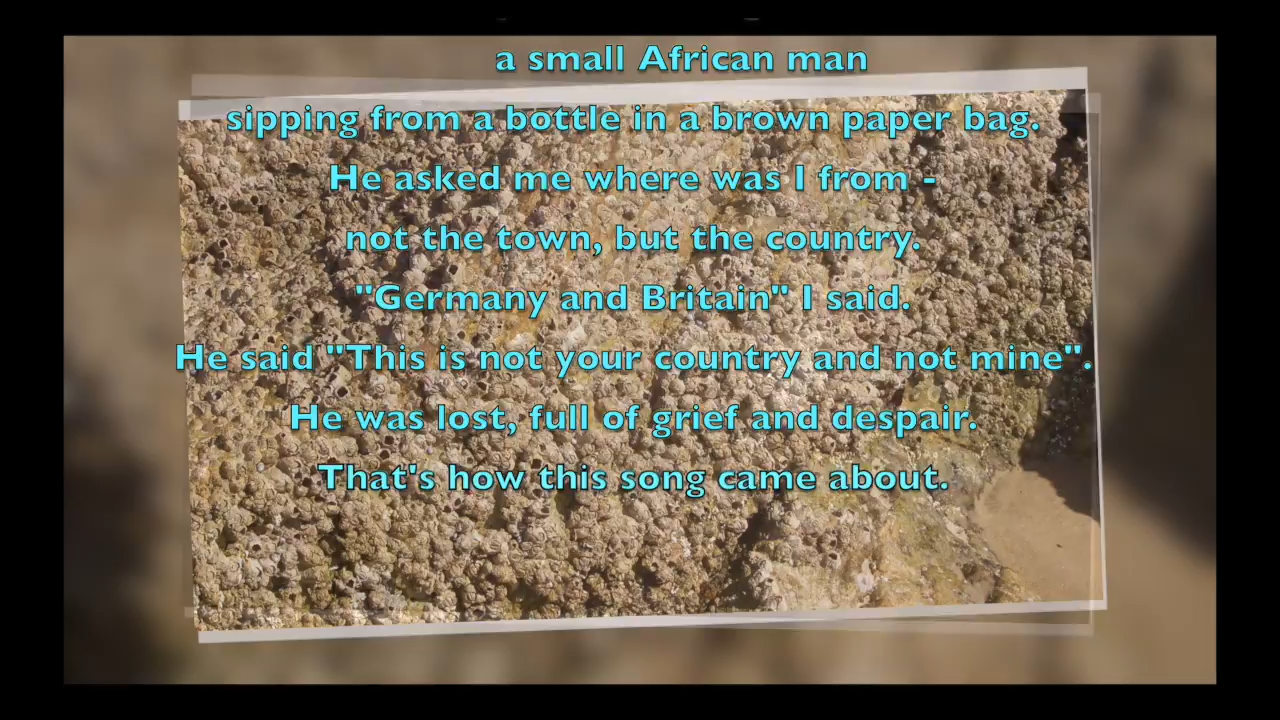 a small African man
sipping from a bottle in a brown paper bag.
He asked me where was I from -
not the town, but the country.
"Germany and Britain" I said.
He said "This is not your country and not mine".
He was lost, full of grief and despair.
That's how this song came about.